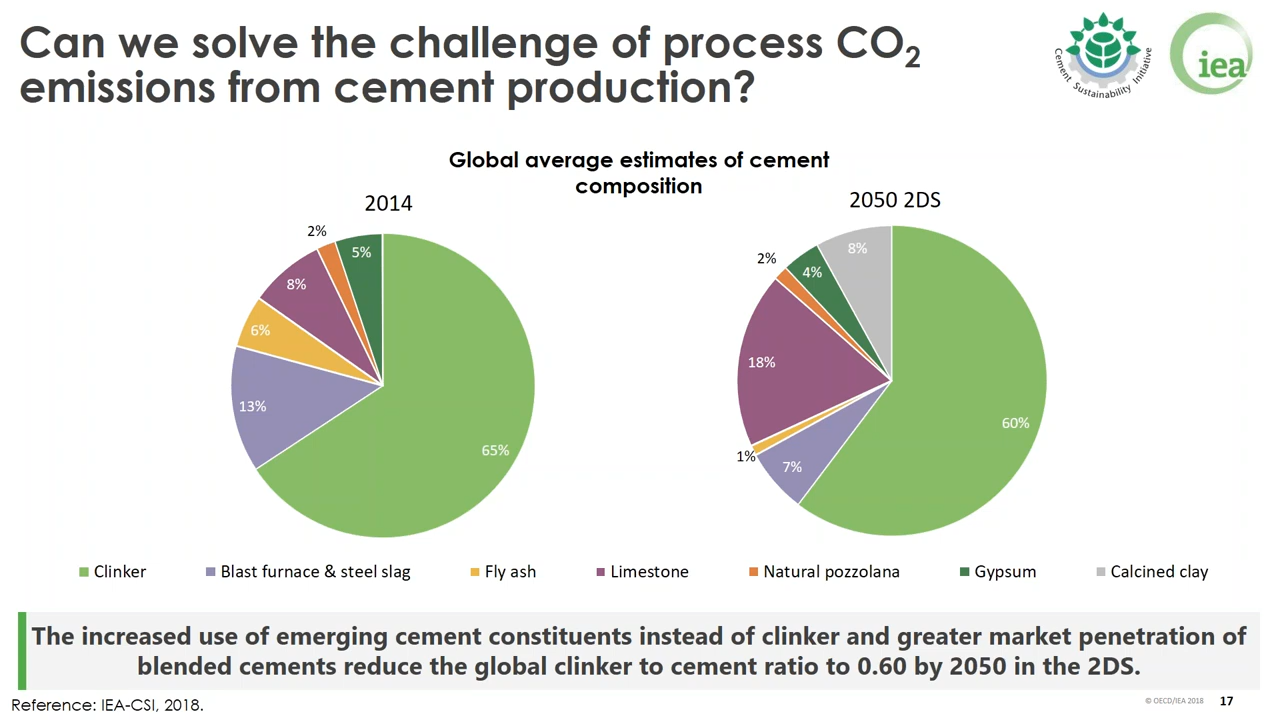 Can we solve the challenge of process CO₂
emissions from cement production?
Cement Sustainability Initiative
iea
Global average estimates of cement
composition
2014
2050 2DS
2%
5%
8%
6%
13%
65%
8%
2%
4%
18%
1%
7%
60%
Clinker
Blast furnace & steel slag
Fly ash
Limestone
Natural pozzolana
Gypsum
Calcined clay
The increased use of emerging cement constituents instead of clinker and greater market penetration of
blended cements reduce the global clinker to cement ratio to 0.60 by 2050 in the 2DS.
Reference: IEA-CSI, 2018.
© OECD/IEA 2018
17